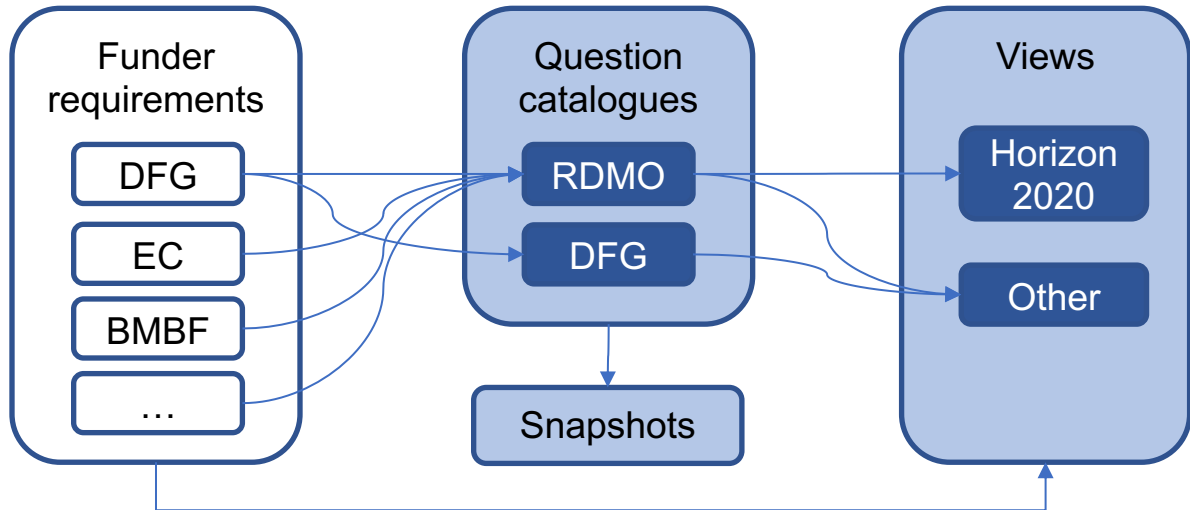 Funder
requirements
DFG
EC
BMBF
…
Question
catalogues
RDMO
DFG
Snapshots
Views
Horizon
2020
Other